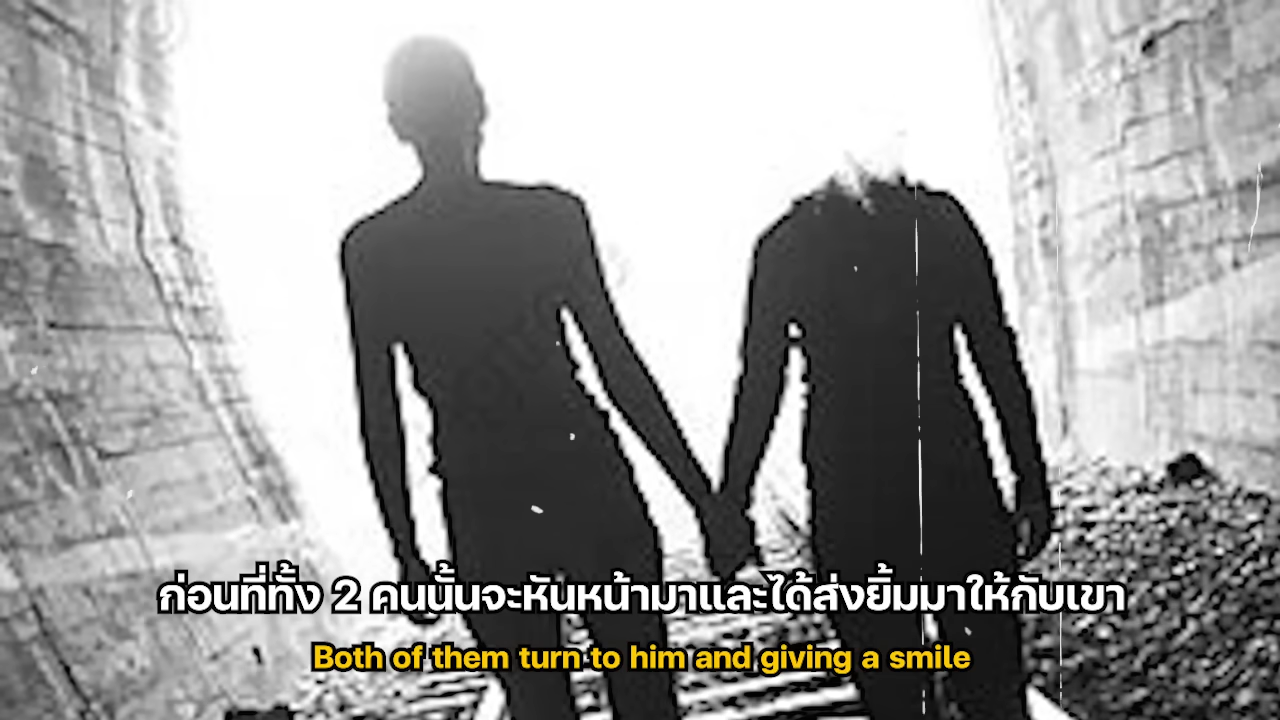 ก่อนที่ทั้ง 2 คนนั้นจะหันหน้ามาและได้ส่งยิ้มมาให้กับเขา
Both of them turn to him and giving a smile